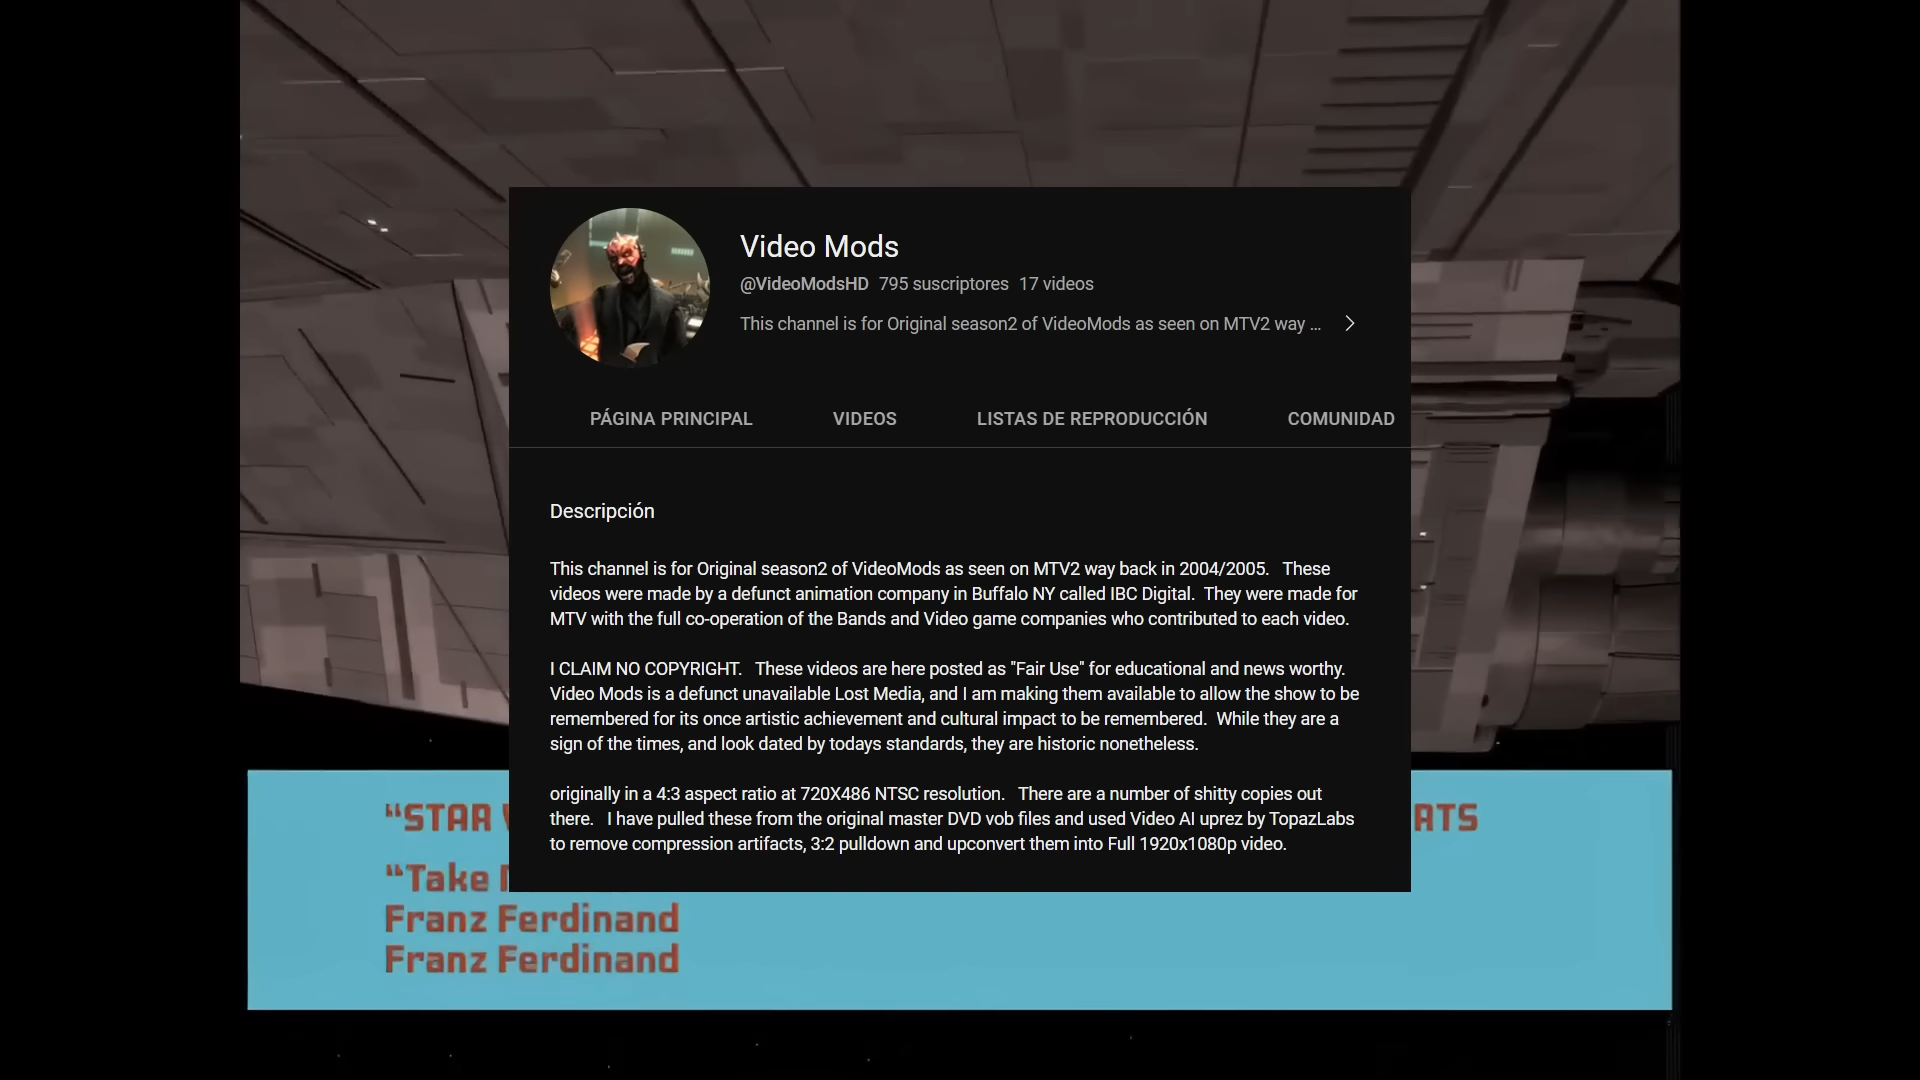 Video Mods
@VideoModsHD 795 suscriptores 17 videos
This channel is for Original season2 of VideoMods as seen on MTV2 way ...
PÁGINA PRINCIPAL VIDEOS LISTAS DE REPRODUCCIÓN COMUNIDAD
Descripción
This channel is for Original season2 of VideoMods as seen on MTV2 way back in 2004/2005. These
videos were made by a defunct animation company in Buffalo NY called IBC Digital. They were made for
MTV with the full co-operation of the Bands and Video game companies who contributed to each video.
I CLAIM NO COPYRIGHT. These videos are here posted as "Fair Use" for educational and news worthy.
Video Mods is a defunct unavailable Lost Media, and I am making them available to allow the show to be
remembered for its once artistic achievement and cultural impact to be remembered. While they are a
sign of the times, and look dated by todays standards, they are historic nonetheless.
originally in a 4:3 aspect ratio at 720X486 NTSC resolution. There are a number of shitty copies out
there. I have pulled these from the original master DVD vob files and used Video AI uprez by TopazLabs
to remove compression artifacts, 3:2 pulldown and upconvert them into Full 1920x1080p video.
“STAR
“Take
Franz Ferdinand
Franz Ferdinand